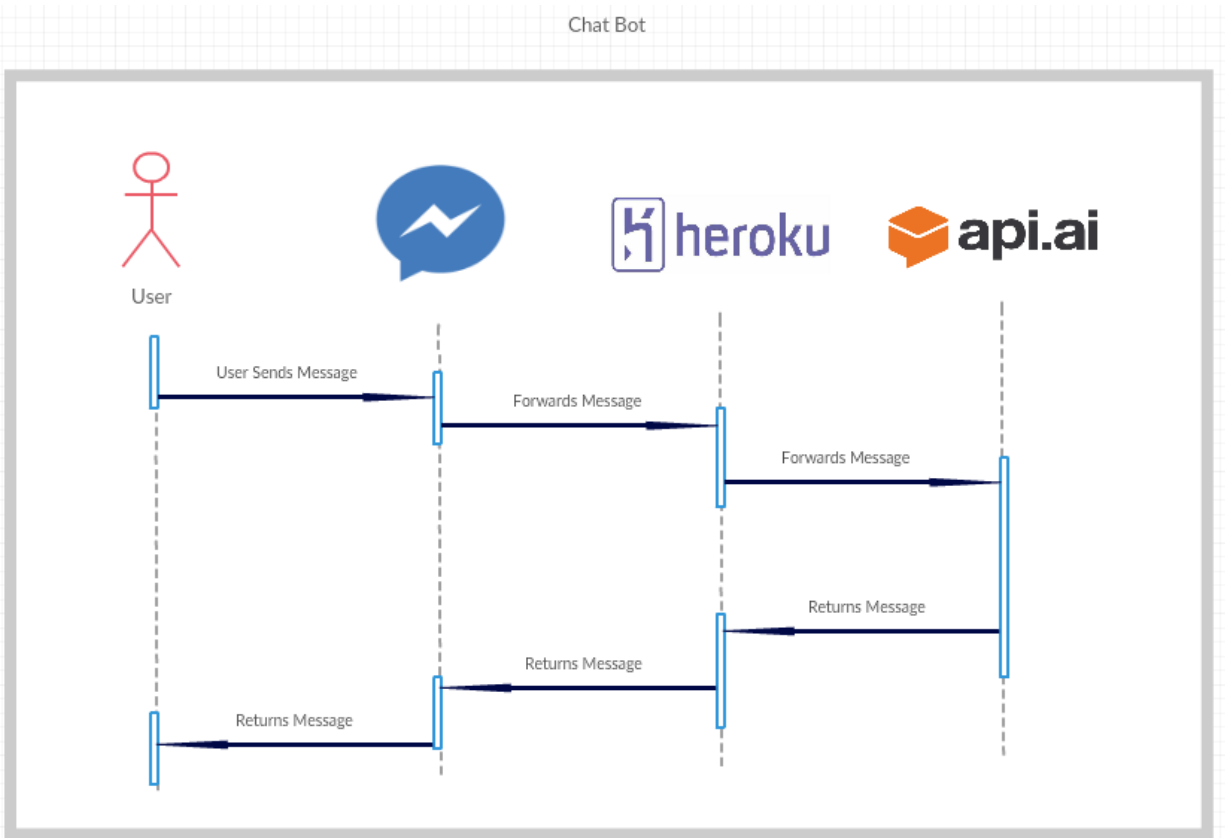 Chat Bot
heroku
api.ai
User
User Sends Message
Forwards Message
Forwards Message
Returns Message
Returns Message
Returns Message